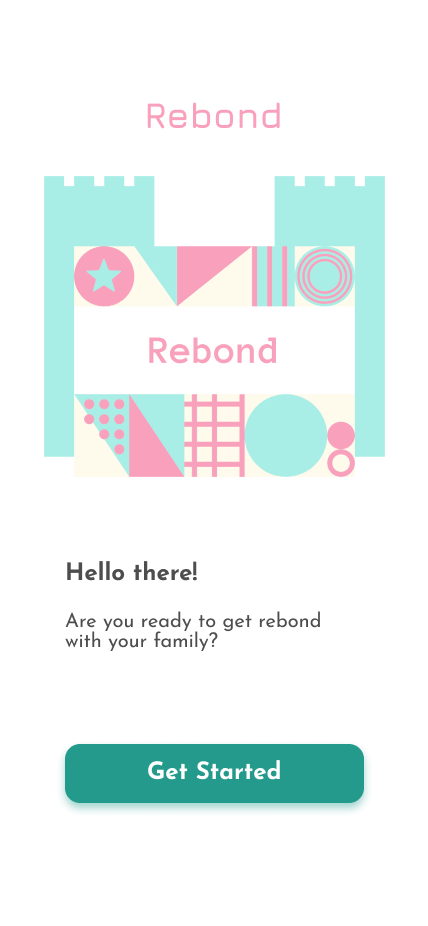 Rebond
Rebond
Hello there!
Are you ready to get rebond
with your family?
Get Started